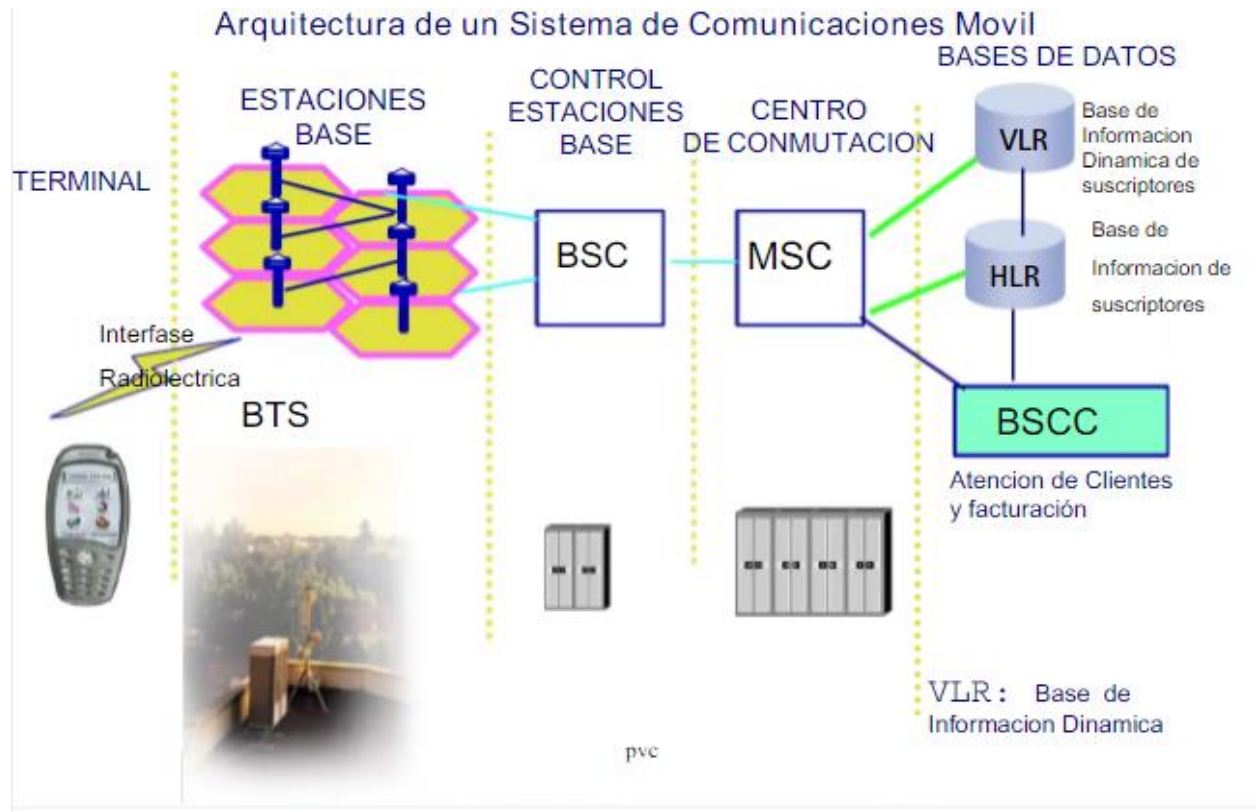 Arquitectura de un Sistema de Comunicaciones Movil
BASES DE DATOS
TERMINAL
ESTACIONES
BASE
CONTROL
ESTACIONES
BASE
CENTRO
DE CONMUTACION
VLR
Base de
Informacion
Dinamica de
suscriptores
BSC
MSC
HLR
Base de
Informacion de
suscriptores
Interfase
Radiolectrica
BTS
BSCC
Atencion de Clientes
y facturación
VLR: Base de
Informacion Dinamica
pvc